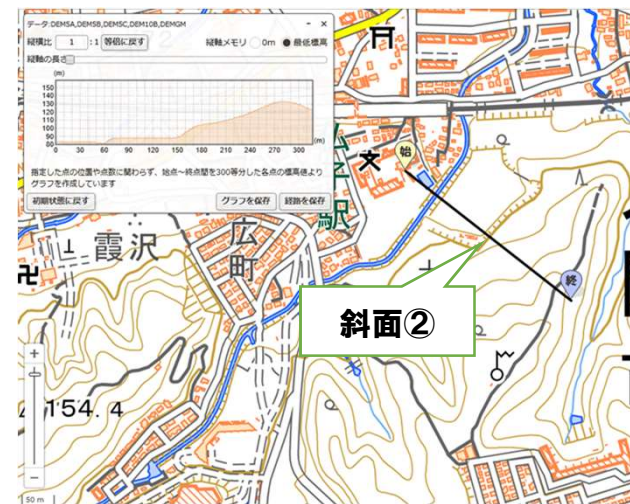 データ:DEM5A,DEM5B,DEM5C,DEM10B,DEMGM
縦横比 1 :1 等倍に戻す 縦軸メモリ 0m 最低標高
縦軸の長さ
(m)
150
140
130
120
110
100
90
80
0 30 60 90 120 150 180 210 240 270 300 (m)
指定した点の位置や点数に関わらず、始点~終点間を300等分した各点の標高値より
グラフを作成しています
初期状態に戻す グラフを保存 経路を保存
始
文
駅
霞沢
広町
終
斜面②
154.4
+
-
50 m